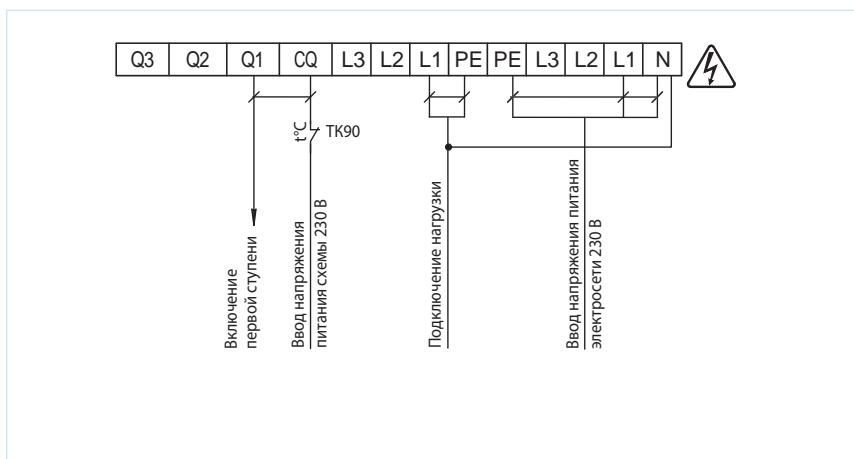 Q3 Q2 Q1 CQ L3 L2 L1 PE PE L3 L2 L1 N
t°C
TK90
Включение
первой ступени
Ввод напряжения
питания схемы 230 В
Подключение нагрузки
Ввод напряжения питания
электросети 230 В